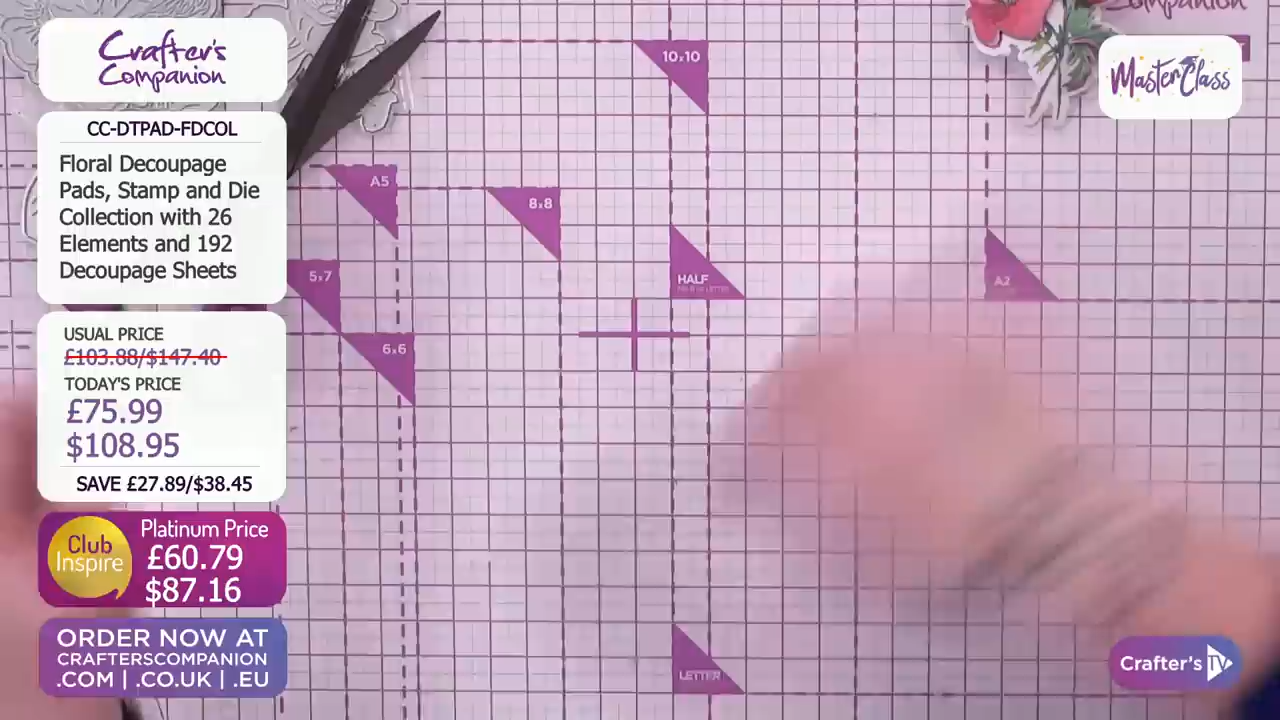 Crafter's
Companion
CC-DTPAD-FDCOL
Floral Decoupage
Pads, Stamp and Die
Collection with 26
Elements and 192
Decoupage Sheets
USUAL PRICE
£103.88/$147.40
TODAY'S PRICE
£75.99
$108.95
SAVE £27.89/$38.45
Club
Inspire
Platinum Price
£60.79
$87.16
ORDER NOW AT
CRAFTERSCOMPANION
.COM | .CO.UK | .EU
10x10
A5
8x8
5x7
HALF
6x6
A2
LETTER
Companion
MasterClass
Crafter's TV